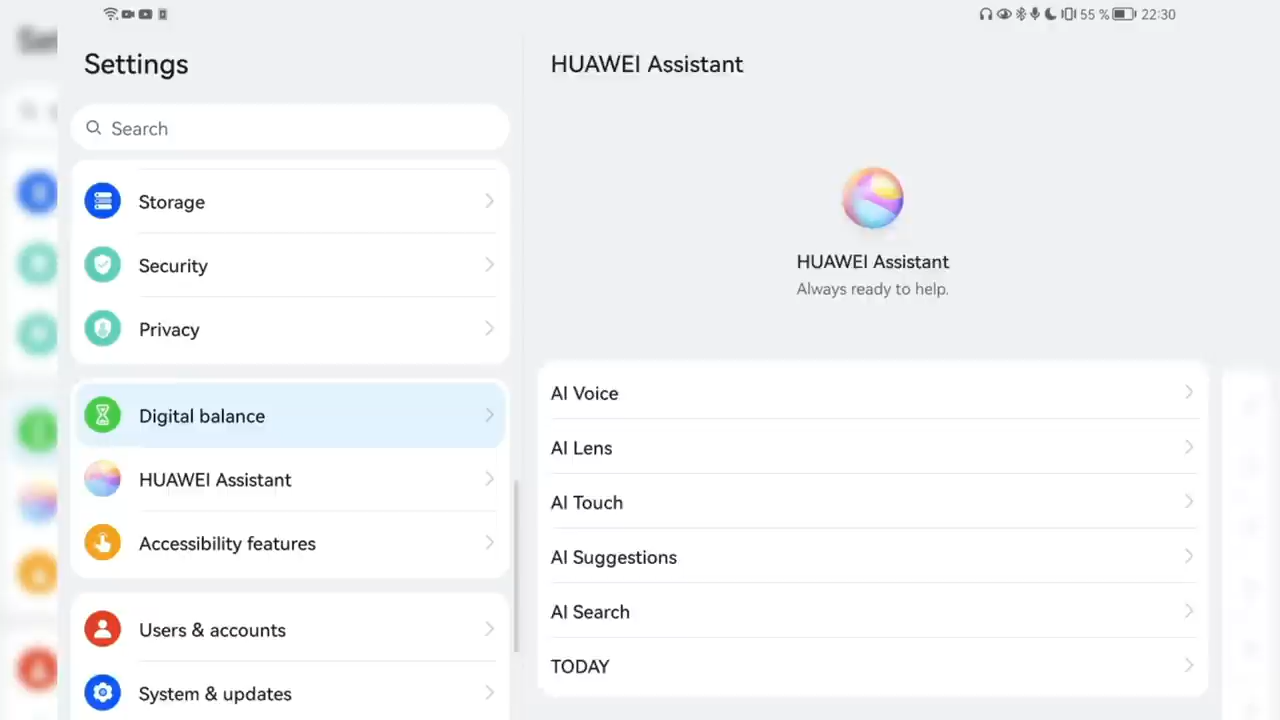 55 % 22:30
Settings
Search
Storage
Security
Privacy
Digital balance
HUAWEI Assistant
Accessibility features
Users & accounts
System & updates
HUAWEI Assistant
HUAWEI Assistant
Always ready to help.
AI Voice
AI Lens
AI Touch
AI Suggestions
AI Search
TODAY